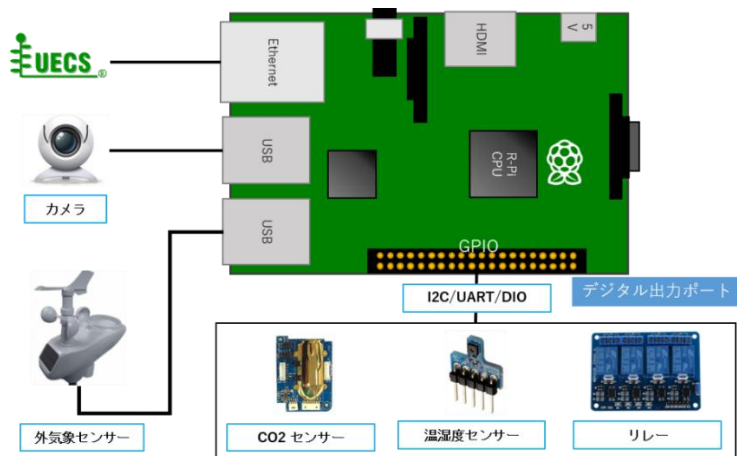 UECS®
Ethernet
HDMI
5V
カメラ
USB
R-Pi
CPU
USB
GPIO
I2C/UART/DIO
デジタル出力ポート
外気象センサー
CO2 センサー
温湿度センサー
リレー